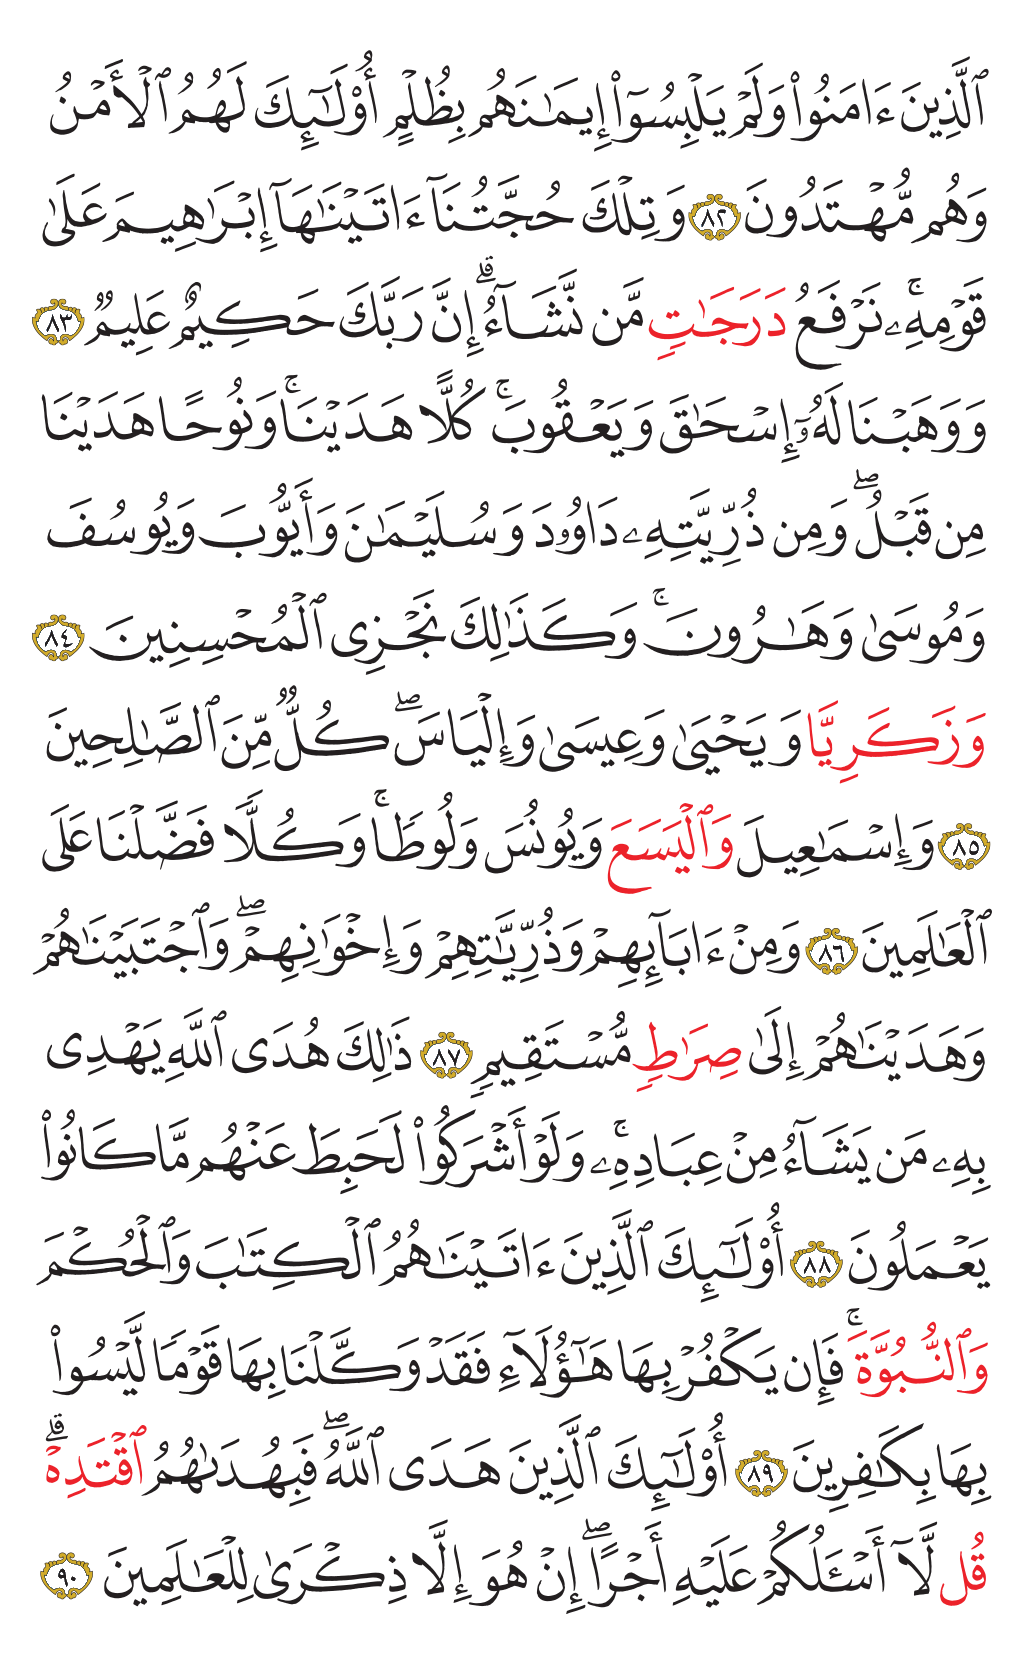 ٱلَّذِينَ ءَامَنُوا۟ وَلَمْ يَلْبِسُوٓا۟ إِيمَـٰنَهُم بِظُلْمٍ أُو۟لَـٰٓئِكَ لَهُمُ ٱلْأَمْنُ
وَهُم مُّهْتَدُونَ ٨٢ وَتِلْكَ حُجَّتُنَآ ءَاتَيْنَـٰهَآ إِبْرَٰهِيمَ عَلَىٰ
قَوْمِهِۦ ۚ نَرْفَعُ دَرَجَـٰتٍ مَّن نَّشَآءُ ۗ إِنَّ رَبَّكَ حَكِيمٌ عَلِيمٌ ٨٣
وَوَهَبْنَا لَهُۥٓ إِسْحَـٰقَ وَيَعْقُوبَ ۚ كُلًّا هَدَيْنَا ۚ وَنُوحًا هَدَيْنَا
مِن قَبْلُ ۖ وَمِن ذُرِّيَّتِهِۦ دَاوُۥدَ وَسُلَيْمَـٰنَ وَأَيُّوبَ وَيُوسُفَ
وَمُوسَىٰ وَهَـٰرُونَ ۚ وَكَذَٰلِكَ نَجْزِى ٱلْمُحْسِنِينَ ٨٤
وَزَكَرِيَّا وَيَحْيَىٰ وَعِيسَىٰ وَإِلْيَاسَ ۖ كُلٌّ مِّنَ ٱلصَّـٰلِحِينَ
٨٥ وَإِسْمَـٰعِيلَ وَٱلْيَسَعَ وَيُونُسَ وَلُوطًا ۚ وَكُلًّا فَضَّلْنَا عَلَى
ٱلْعَـٰلَمِينَ ٨٦ وَمِنْ ءَابَآئِهِمْ وَذُرِّيَّـٰتِهِمْ وَإِخْوَٰنِهِمْ ۖ وَٱجْتَبَيْنَـٰهُمْ
وَهَدَيْنَـٰهُمْ إِلَىٰ صِرَٰطٍ مُّسْتَقِيمٍ ٨٧ ذَٰلِكَ هُدَى ٱللَّهِ يَهْدِى
بِهِۦ مَن يَشَآءُ مِنْ عِبَادِهِۦ ۚ وَلَوْ أَشْرَكُوا۟ لَحَبِطَ عَنْهُم مَّا كَانُوا۟
يَعْمَلُونَ ٨٨ أُو۟لَـٰٓئِكَ ٱلَّذِينَ ءَاتَيْنَـٰهُمُ ٱلْكِتَـٰبَ وَٱلْحُكْمَ
وَٱلنُّبُوَّةَ ۚ فَإِن يَكْفُرْ بِهَا هَـٰٓؤُلَآءِ فَقَدْ وَكَّلْنَا بِهَا قَوْمًا لَّيْسُوا۟
بِهَا بِكَـٰفِرِينَ ٨٩ أُو۟لَـٰٓئِكَ ٱلَّذِينَ هَدَى ٱللَّهُ ۖ فَبِهُدَىٰهُمُ ٱقْتَدِهْ ۗ
قُل لَّآ أَسْـَٔلُكُمْ عَلَيْهِ أَجْرًا ۖ إِنْ هُوَ إِلَّا ذِكْرَىٰ لِلْعَـٰلَمِينَ ٩٠